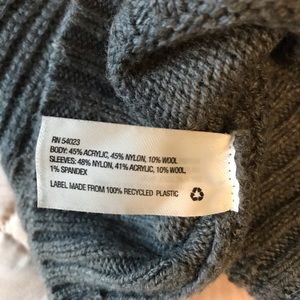 RN 54023
BODY: 45% ACRYLIC, 45% NYLON, 10% WOOL
SLEEVES: 48% NYLON, 41% ACRYLIC, 10% WOOL,
1% SPANDEX
LABEL MADE FROM 100% RECYCLED PLASTIC